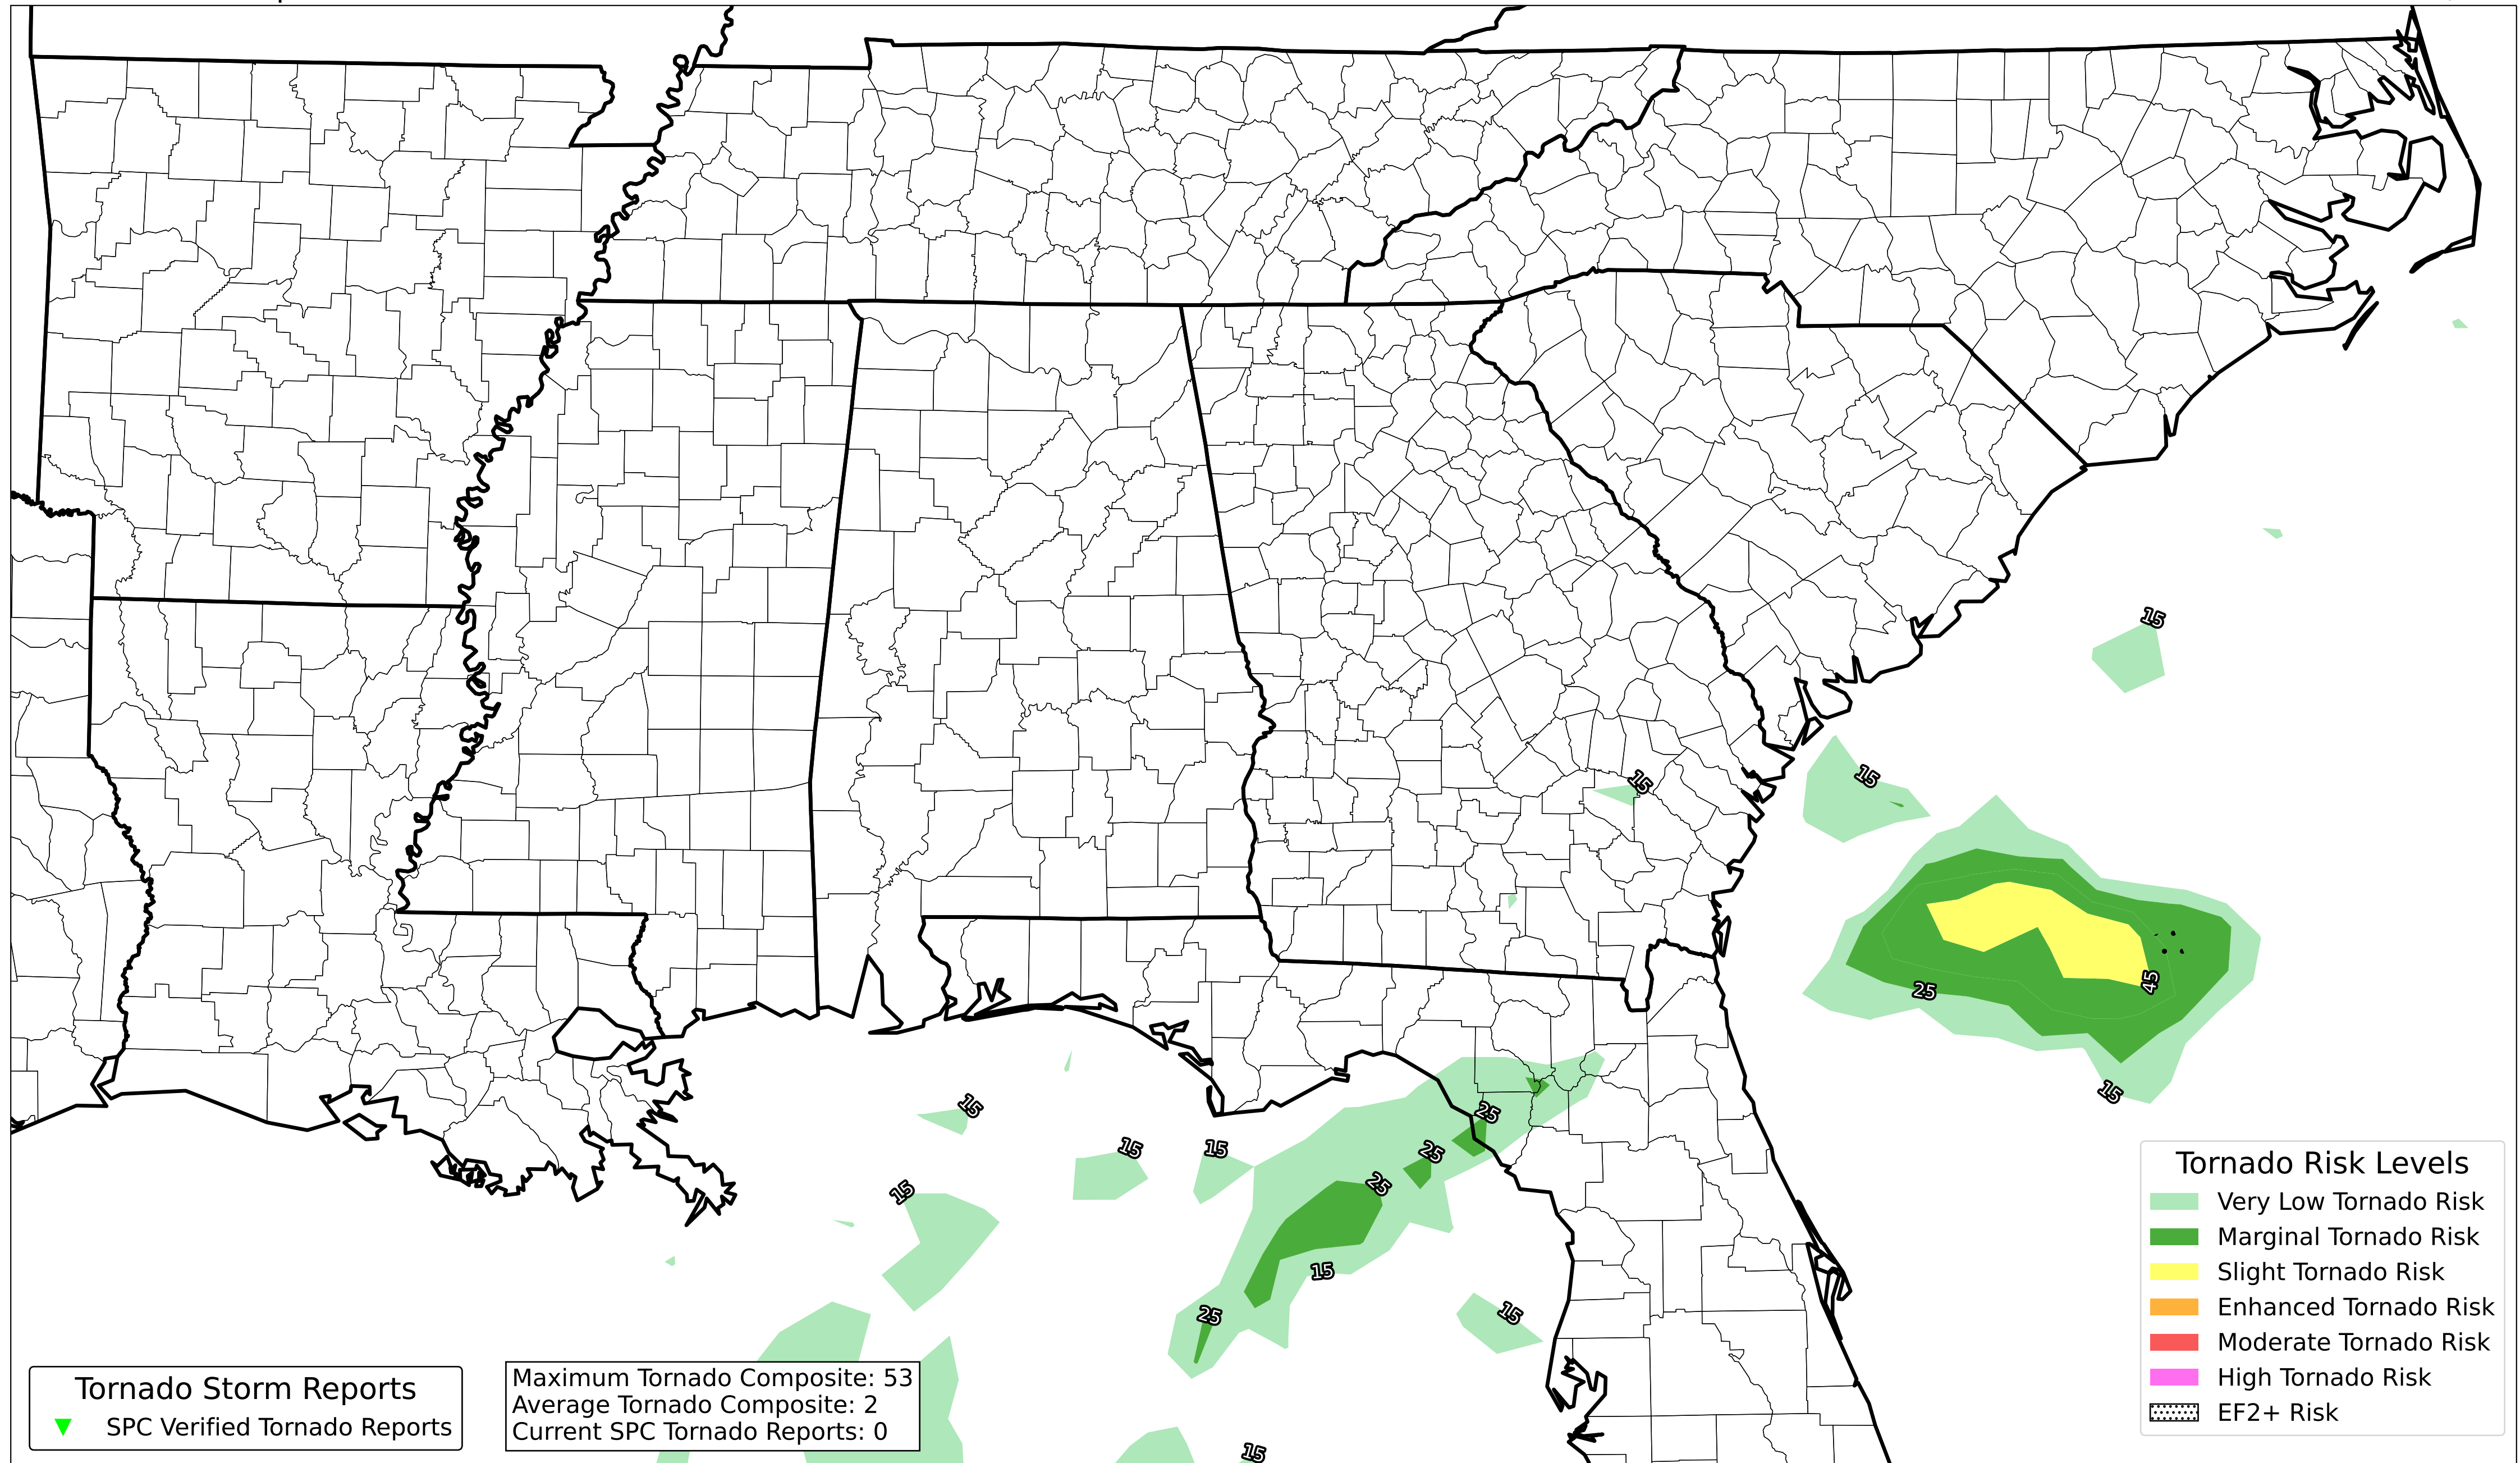 15
15
15
45
25
15
25
15
25
15
15
25
15
15
25
15
15
Tornado Risk Levels
Very Low Tornado Risk
Marginal Tornado Risk
Slight Tornado Risk
Enhanced Tornado Risk
Moderate Tornado Risk
High Tornado Risk
EF2+ Risk
Tornado Storm Reports
SPC Verified Tornado Reports
Maximum Tornado Composite: 53
Average Tornado Composite: 2
Current SPC Tornado Reports: 0
15